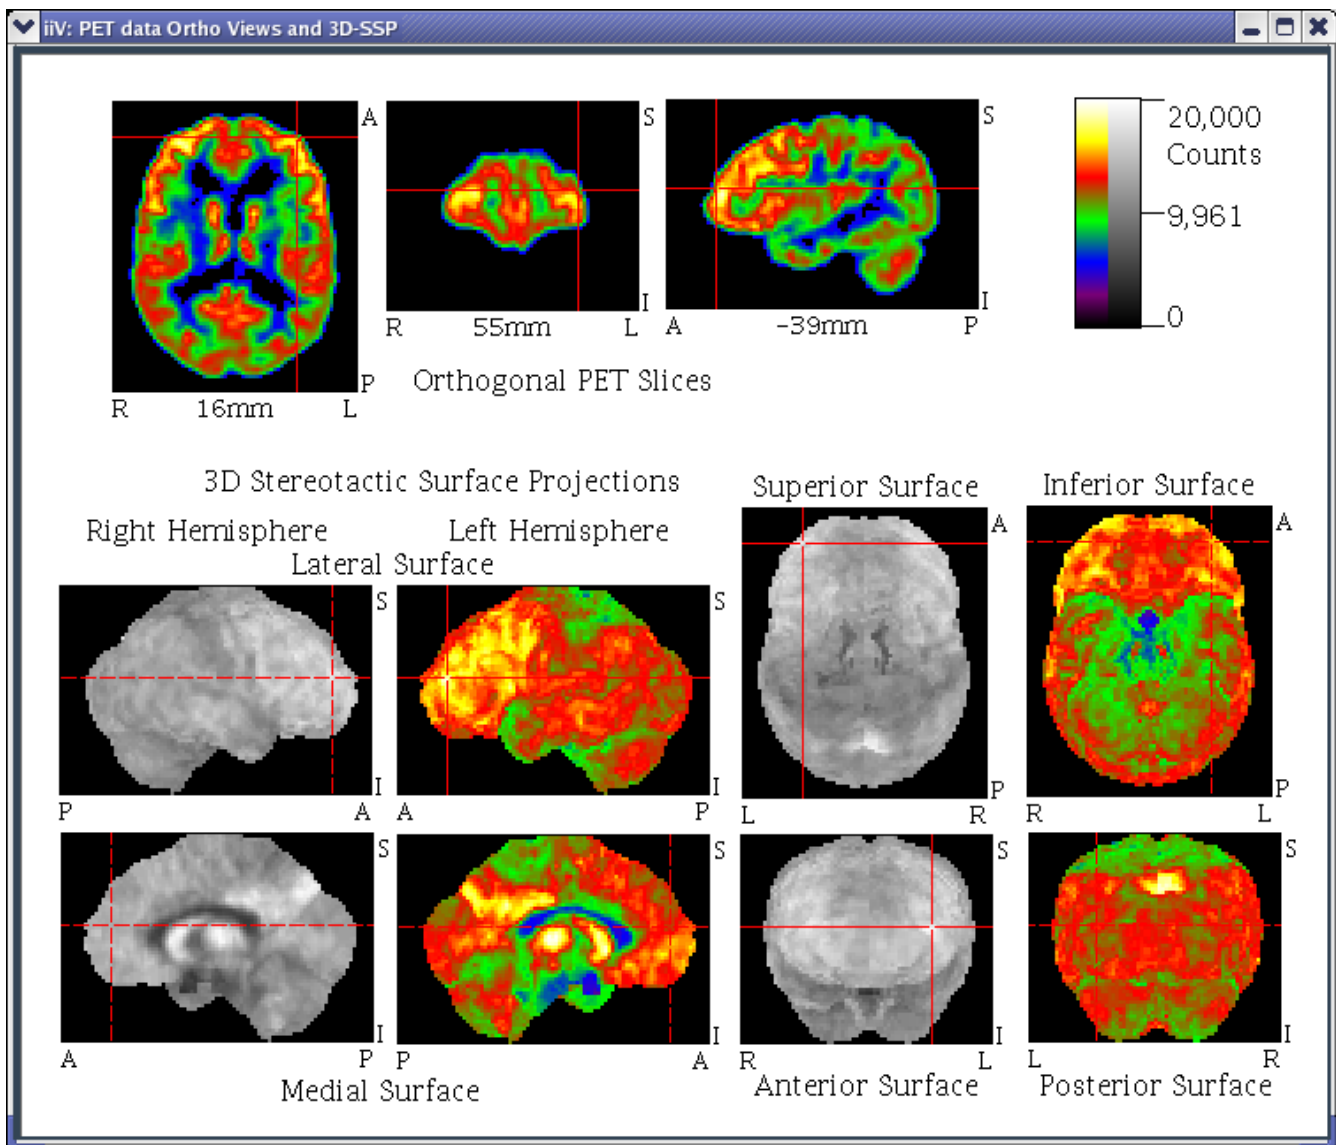 iiV: PET data Ortho Views and 3D-SSP
A
S
S
20,000
Counts
9,961
0
P
I
I
R 16mm L
R 55mm L
A -39mm P
Orthogonal PET Slices
3D Stereotactic Surface Projections
Superior Surface
Inferior Surface
Right Hemisphere
Left Hemisphere
Lateral Surface
S
S
A
A
I
I
P
P
P A
A P
L R
R L
S
S
S
S
I
I
I
I
A P
P A
R L
L R
Medial Surface
Anterior Surface
Posterior Surface